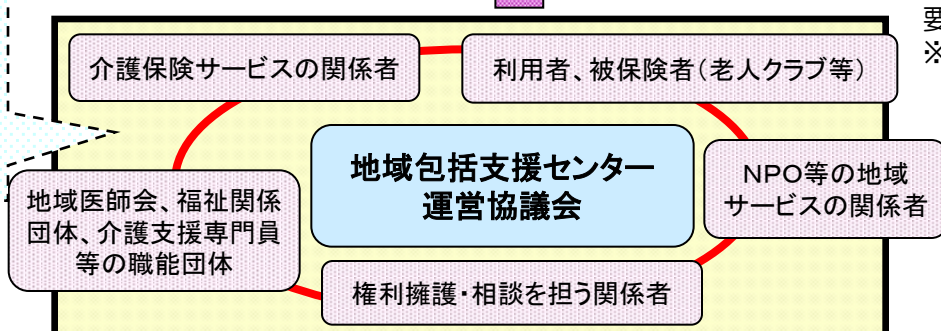 要
※
介護保険サービスの関係者
利用者、被保険者(老人クラブ等)
地域包括支援センター
運営協議会
NPO等の地域
サービスの関係者
地域医師会、福祉関係
団体、介護支援専門員
等の職能団体
権利擁護・相談を担う関係者